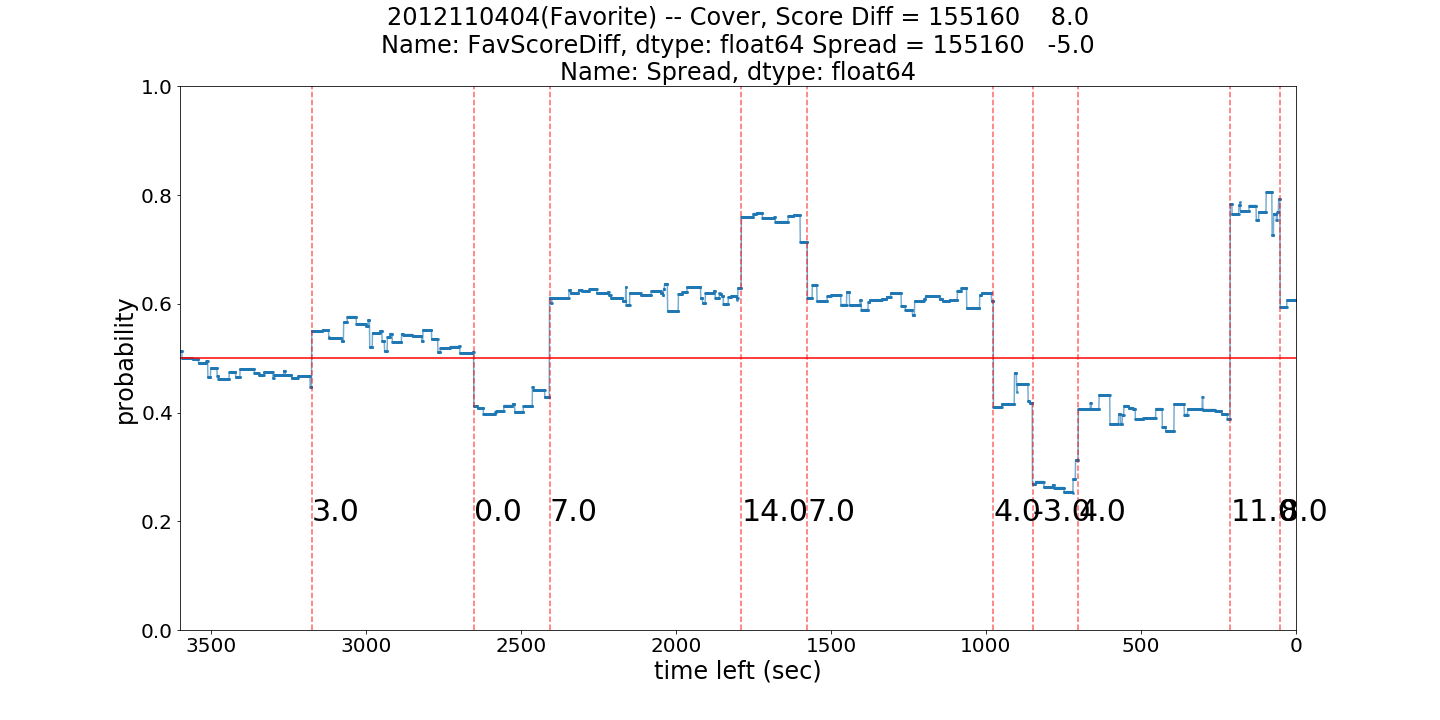 2012110404(Favorite) -- Cover, Score Diff = 155160    8.0
Name: FavScoreDiff, dtype: float64 Spread = 155160   -5.0
Name: Spread, dtype: float64
1.0
0.8
0.6
0.4
0.2
0.0
probability
3.0 0.0 7.0 14.0 7.0 4.0 -3.0 4.0 11.0 8.0
3500 3000 2500 2000 1500 1000 500 0
time left (sec)